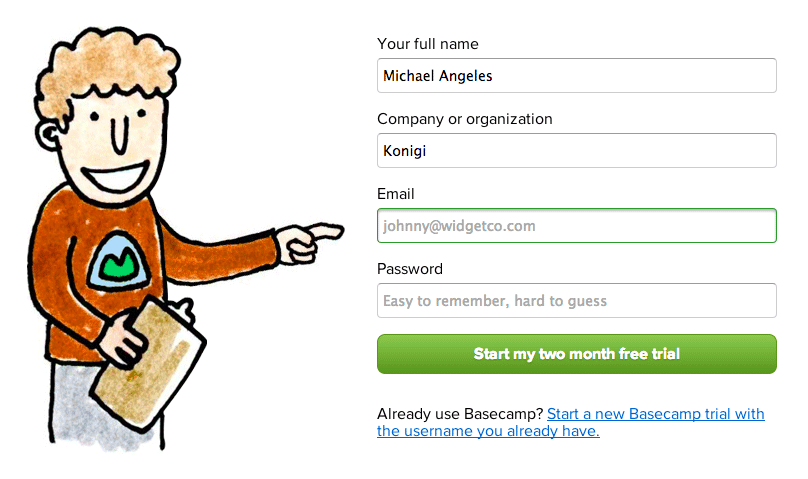 Your full name
Michael Angeles
Company or organization
Konigi
Email
johnny@widgetco.com
Password
Easy to remember, hard to guess
Start my two month free trial
Already use Basecamp? Start a new Basecamp trial with
the username you already have.